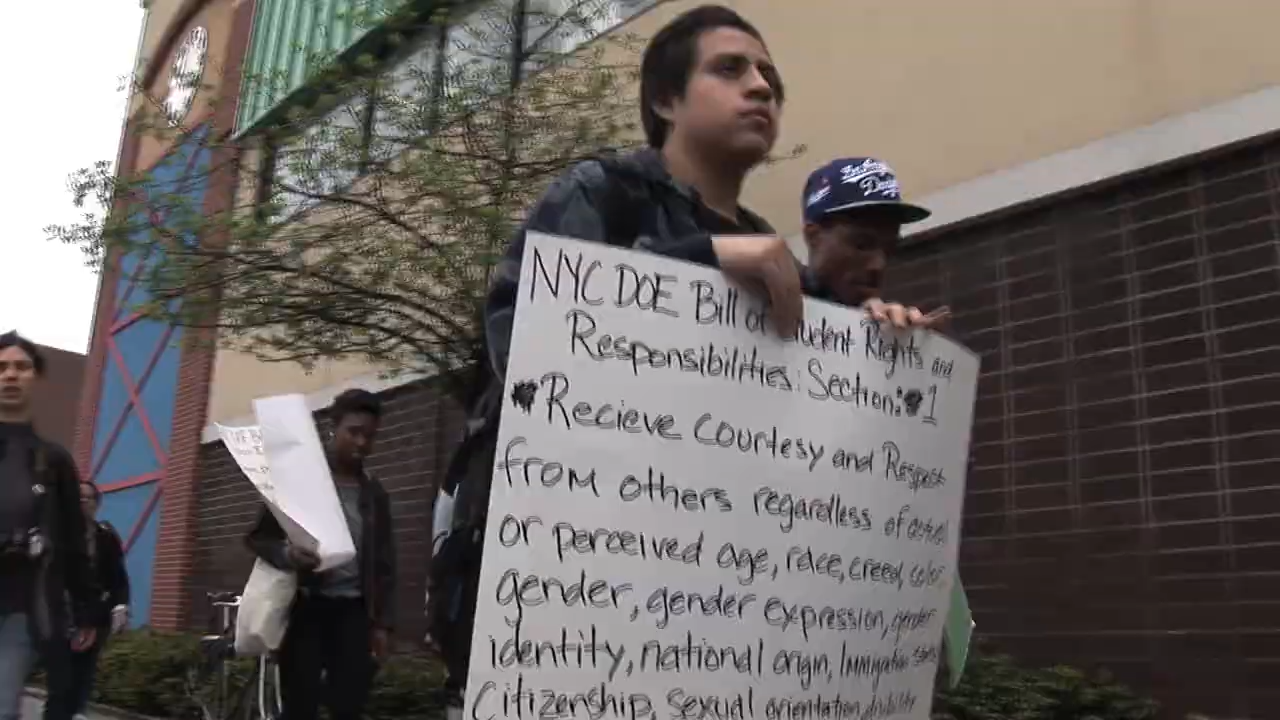 NYC DOE Bill of Student Rights and
Responsibilities: Section: 1
Recieve Courtesy and Respect
from others regardless of actual
or perceived age, race, creed, color,
gender, gender expression, gender
identity, national origin, Immigration status,
Citizenship, sexual orientation, disability